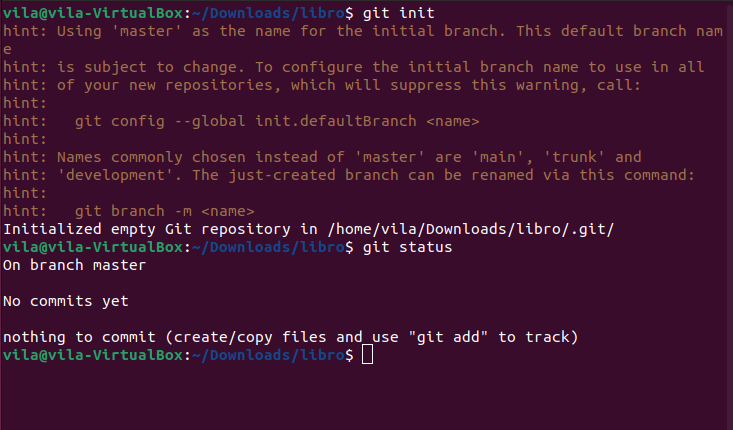 vila@vila-VirtualBox:~/Downloads/libro$ git init
hint: Using 'master' as the name for the initial branch. This default branch nam
e
hint: is subject to change. To configure the initial branch name to use in all
hint: of your new repositories, which will suppress this warning, call:
hint:
hint:   git config --global init.defaultBranch <name>
hint:
hint: Names commonly chosen instead of 'master' are 'main', 'trunk' and
hint: 'development'. The just-created branch can be renamed via this command:
hint:
hint:   git branch -m <name>
Initialized empty Git repository in /home/vila/Downloads/libro/.git/
vila@vila-VirtualBox:~/Downloads/libro$ git status
On branch master
No commits yet
nothing to commit (create/copy files and use "git add" to track)
vila@vila-VirtualBox:~/Downloads/libro$